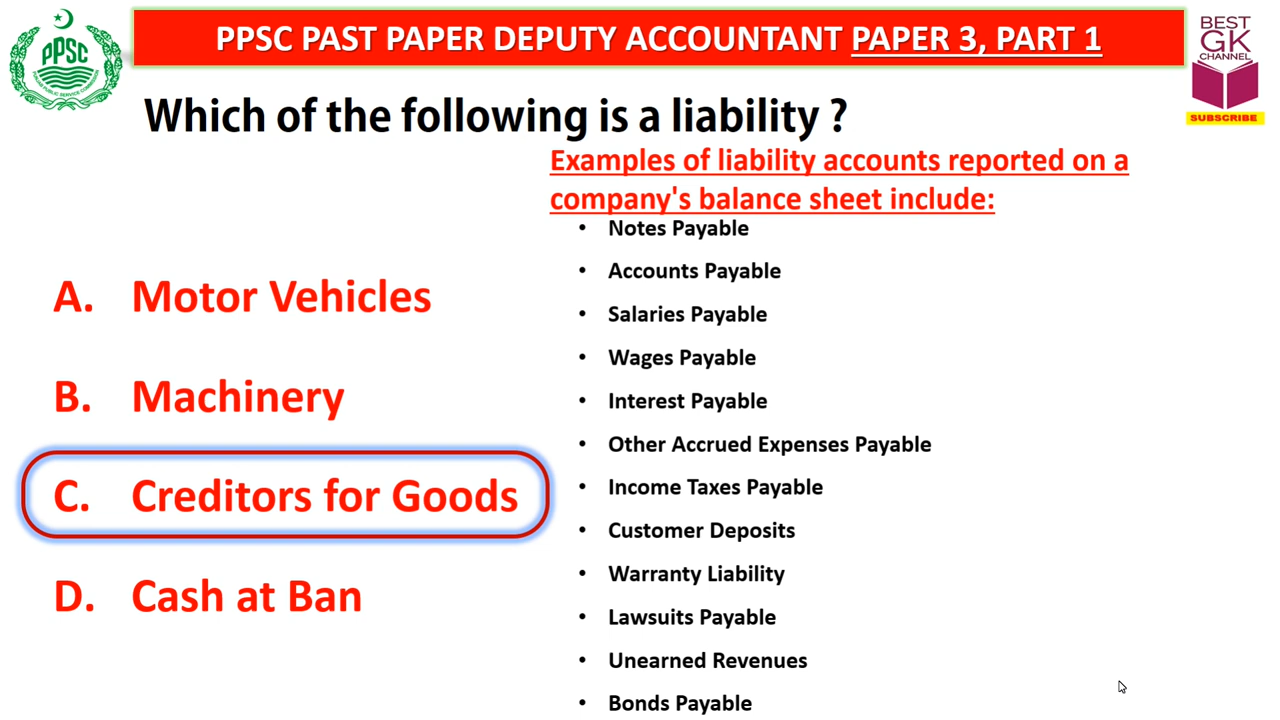 PPSC
PPSC PAST PAPER DEPUTY ACCOUNTANT PAPER 3, PART 1
BEST
GK
CHANNEL
SUBSCRIBE
Which of the following is a liability ?
Examples of liability accounts reported on a
company's balance sheet include:
• Notes Payable
• Accounts Payable
• Salaries Payable
• Wages Payable
• Interest Payable
• Other Accrued Expenses Payable
• Income Taxes Payable
• Customer Deposits
• Warranty Liability
• Lawsuits Payable
• Unearned Revenues
• Bonds Payable
A. Motor Vehicles
B. Machinery
C. Creditors for Goods
D. Cash at Ban